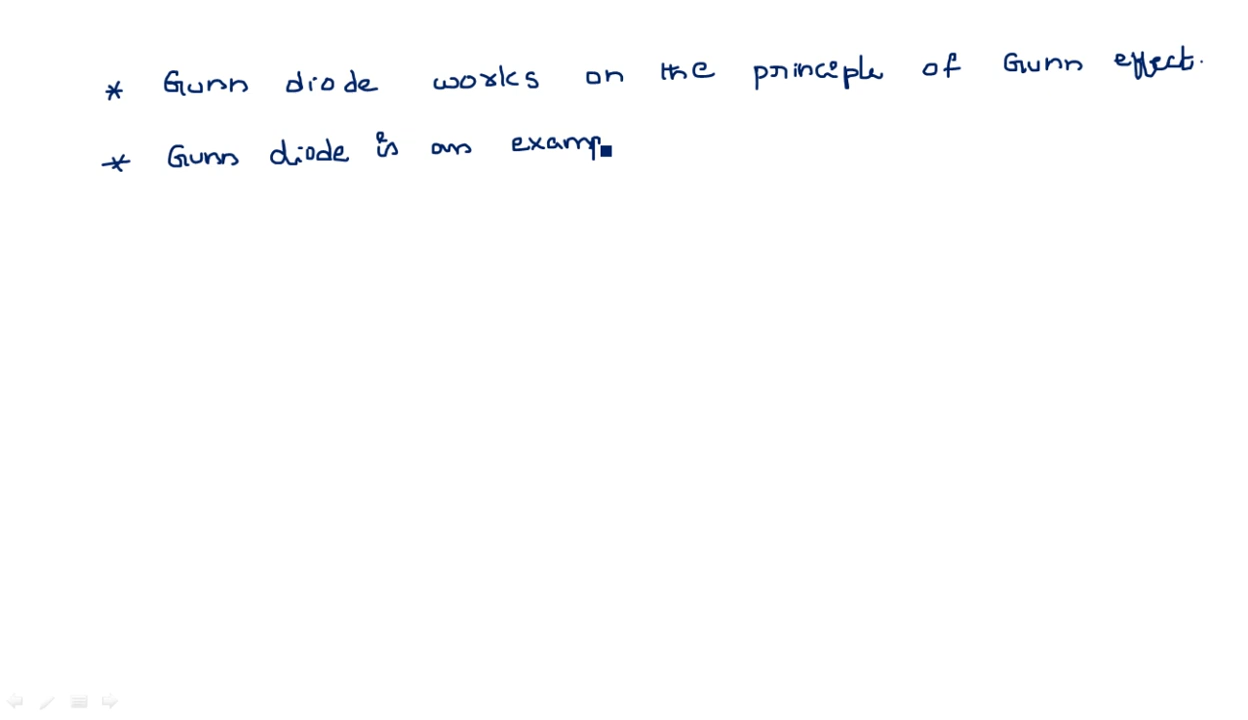 * Gunn diode works on the principle of Gunn effect.
* Gunn diode is an examp